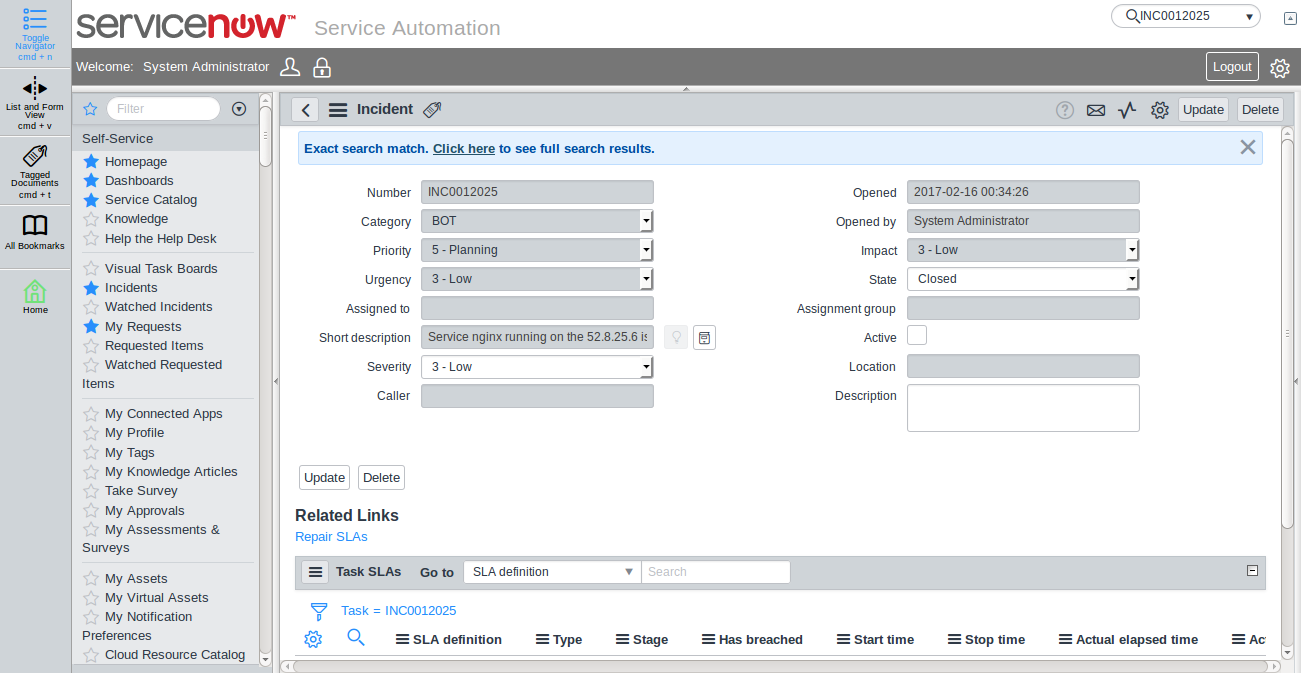 Toggle
Navigator
cmd + n
List and Form
View
cmd + v
Tagged
Documents
cmd + t
All Bookmarks
Home
servicenow™ Service Automation
INC0012025
Welcome: System Administrator
Logout
Filter
Self-Service
Homepage
Dashboards
Service Catalog
Knowledge
Help the Help Desk
Visual Task Boards
Incidents
Watched Incidents
My Requests
Requested Items
Watched Requested
Items
My Connected Apps
My Profile
My Tags
My Knowledge Articles
Take Survey
My Approvals
My Assessments &
Surveys
My Assets
My Virtual Assets
My Notification
Preferences
Cloud Resource Catalog
Incident
? Update Delete
Exact search match. Click here to see full search results.
Number INC0012025
Category BOT
Priority 5 - Planning
Urgency 3 - Low
Assigned to
Short description Service nginx running on the 52.8.25.6 is
Severity 3 - Low
Caller
Opened 2017-02-16 00:34:26
Opened by System Administrator
Impact 3 - Low
State Closed
Assignment group
Active
Location
Description
Update Delete
Related Links
Repair SLAs
Task SLAs Go to SLA definition Search
Task = INC0012025
SLA definition Type Stage Has breached Start time Stop time Actual elapsed time Ac